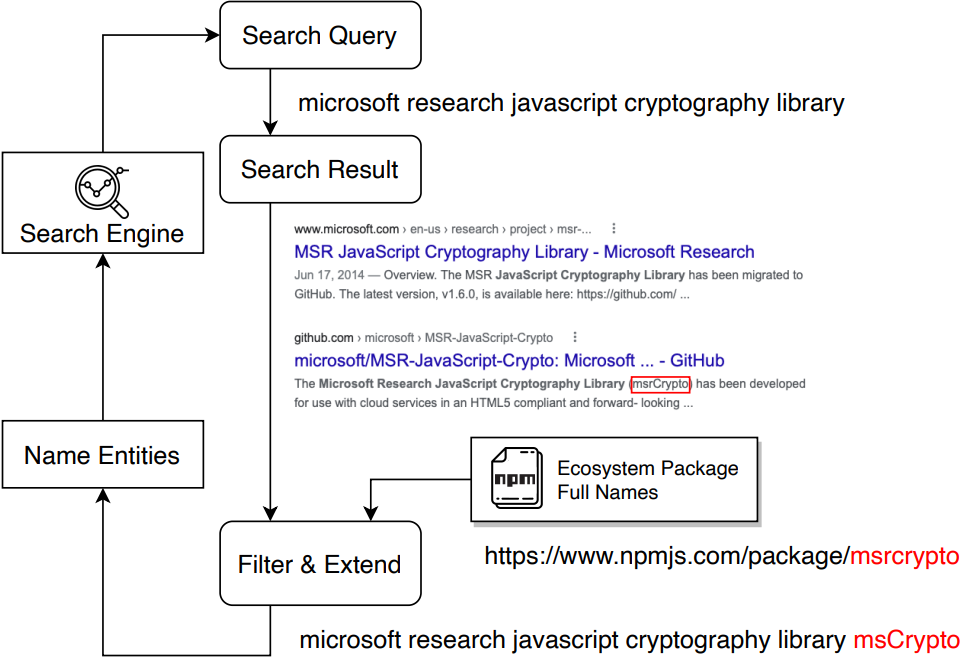 Search Query
microsoft research javascript cryptography library
Search Result
Search Engine
www.microsoft.com › en-us › research › project › msr-...
MSR JavaScript Cryptography Library - Microsoft Research
Jun 17, 2014 — Overview. The MSR JavaScript Cryptography Library has been migrated to
GitHub. The latest version, v1.6.0, is available here: https://github.com/ ...
github.com › microsoft › MSR-JavaScript-Crypto
microsoft/MSR-JavaScript-Crypto: Microsoft ... - GitHub
The Microsoft Research JavaScript Cryptography Library (msrCrypto) has been developed
for use with cloud services in an HTML5 compliant and forward- looking ...
Name Entities
npm
Ecosystem Package
Full Names
Filter & Extend
https://www.npmjs.com/package/msrcrypto
microsoft research javascript cryptography library msCrypto